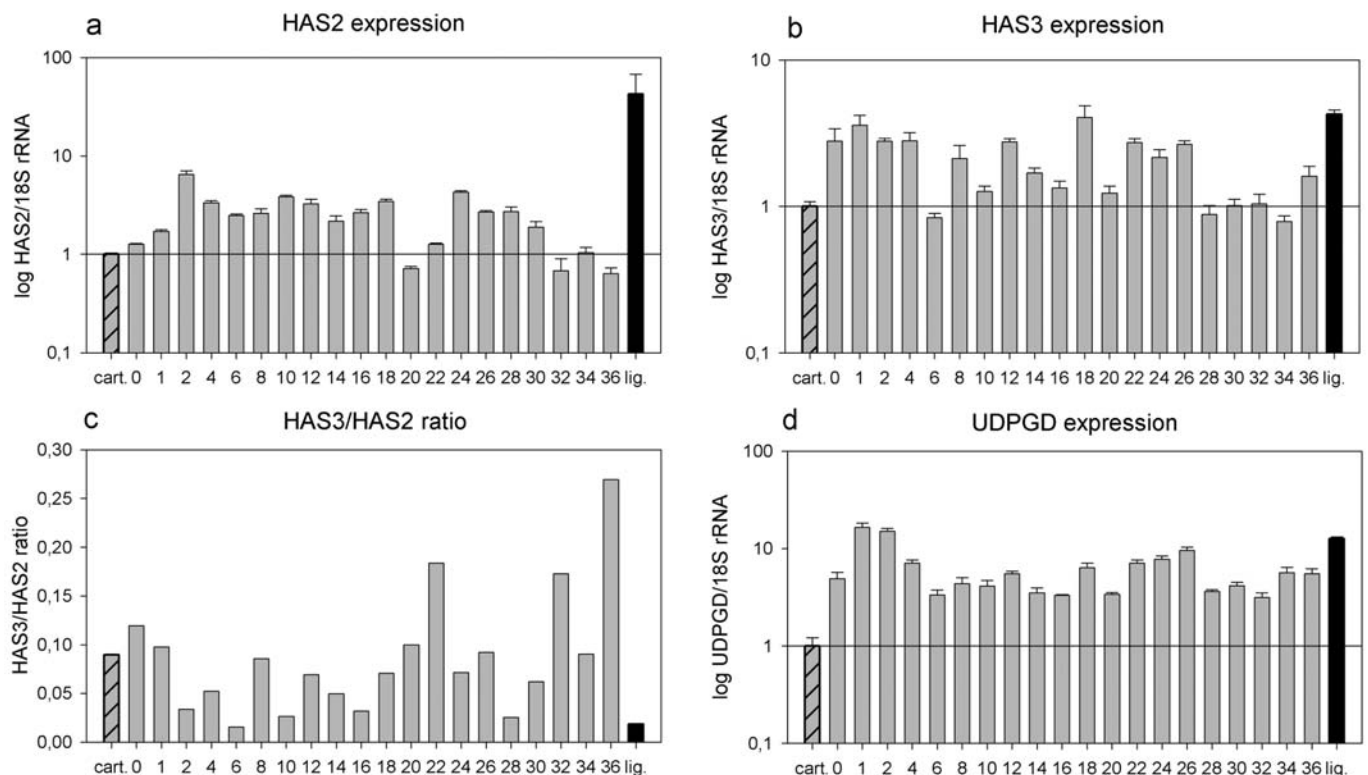 a
HAS2 expression
log HAS2/18S rRNA
100
10
1
0,1
cart. 0 1 2 4 6 8 10 12 14 16 18 20 22 24 26 28 30 32 34 36 lig.
b
HAS3 expression
log HAS3/18S rRNA
10
1
0,1
cart. 0 1 2 4 6 8 10 12 14 16 18 20 22 24 26 28 30 32 34 36 lig.
c
HAS3/HAS2 ratio
HAS3/HAS2 ratio
0,30
0,25
0,20
0,15
0,10
0,05
0,00
cart. 0 1 2 4 6 8 10 12 14 16 18 20 22 24 26 28 30 32 34 36 lig.
d
UDPGD expression
log UDPGD/18S rRNA
100
10
1
0,1
cart. 0 1 2 4 6 8 10 12 14 16 18 20 22 24 26 28 30 32 34 36 lig.